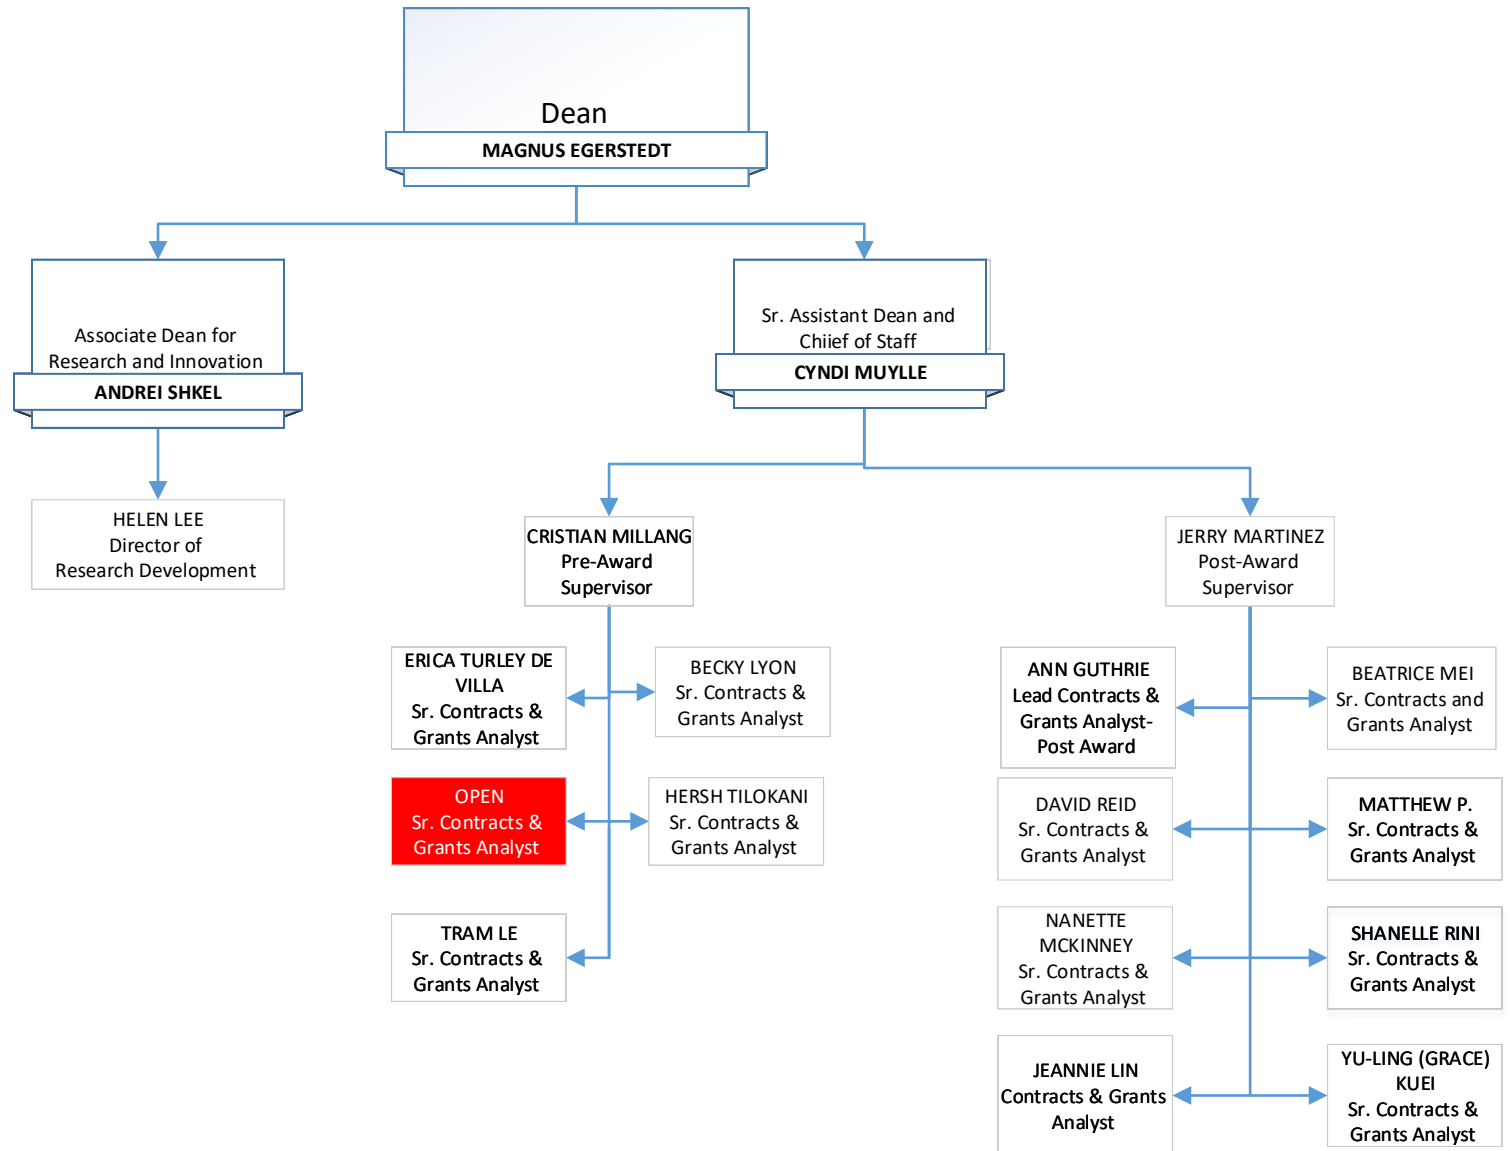 Dean
MAGNUS EGERSTEDT
Associate Dean for
Research and Innovation
ANDREI SHKEL
Sr. Assistant Dean and
Chiief of Staff
CYNDI MUYLLE
HELEN LEE
Director of
Research Development
CRISTIAN MILLANG
Pre-Award
Supervisor
JERRY MARTINEZ
Post-Award
Supervisor
ERICA TURLEY DE
VILLA
Sr. Contracts &
Grants Analyst
BECKY LYON
Sr. Contracts &
Grants Analyst
OPEN
Sr. Contracts &
Grants Analyst
HERSH TILOKANI
Sr. Contracts &
Grants Analyst
TRAM LE
Sr. Contracts &
Grants Analyst
ANN GUTHRIE
Lead Contracts &
Grants Analyst-
Post Award
BEATRICE MEI
Sr. Contracts and
Grants Analyst
DAVID REID
Sr. Contracts &
Grants Analyst
MATTHEW P.
Sr. Contracts &
Grants Analyst
NANETTE
MCKINNEY
Sr. Contracts &
Grants Analyst
SHANELLE RINI
Sr. Contracts &
Grants Analyst
JEANNIE LIN
Contracts & Grants
Analyst
YU-LING (GRACE)
KUEI
Sr. Contracts &
Grants Analyst